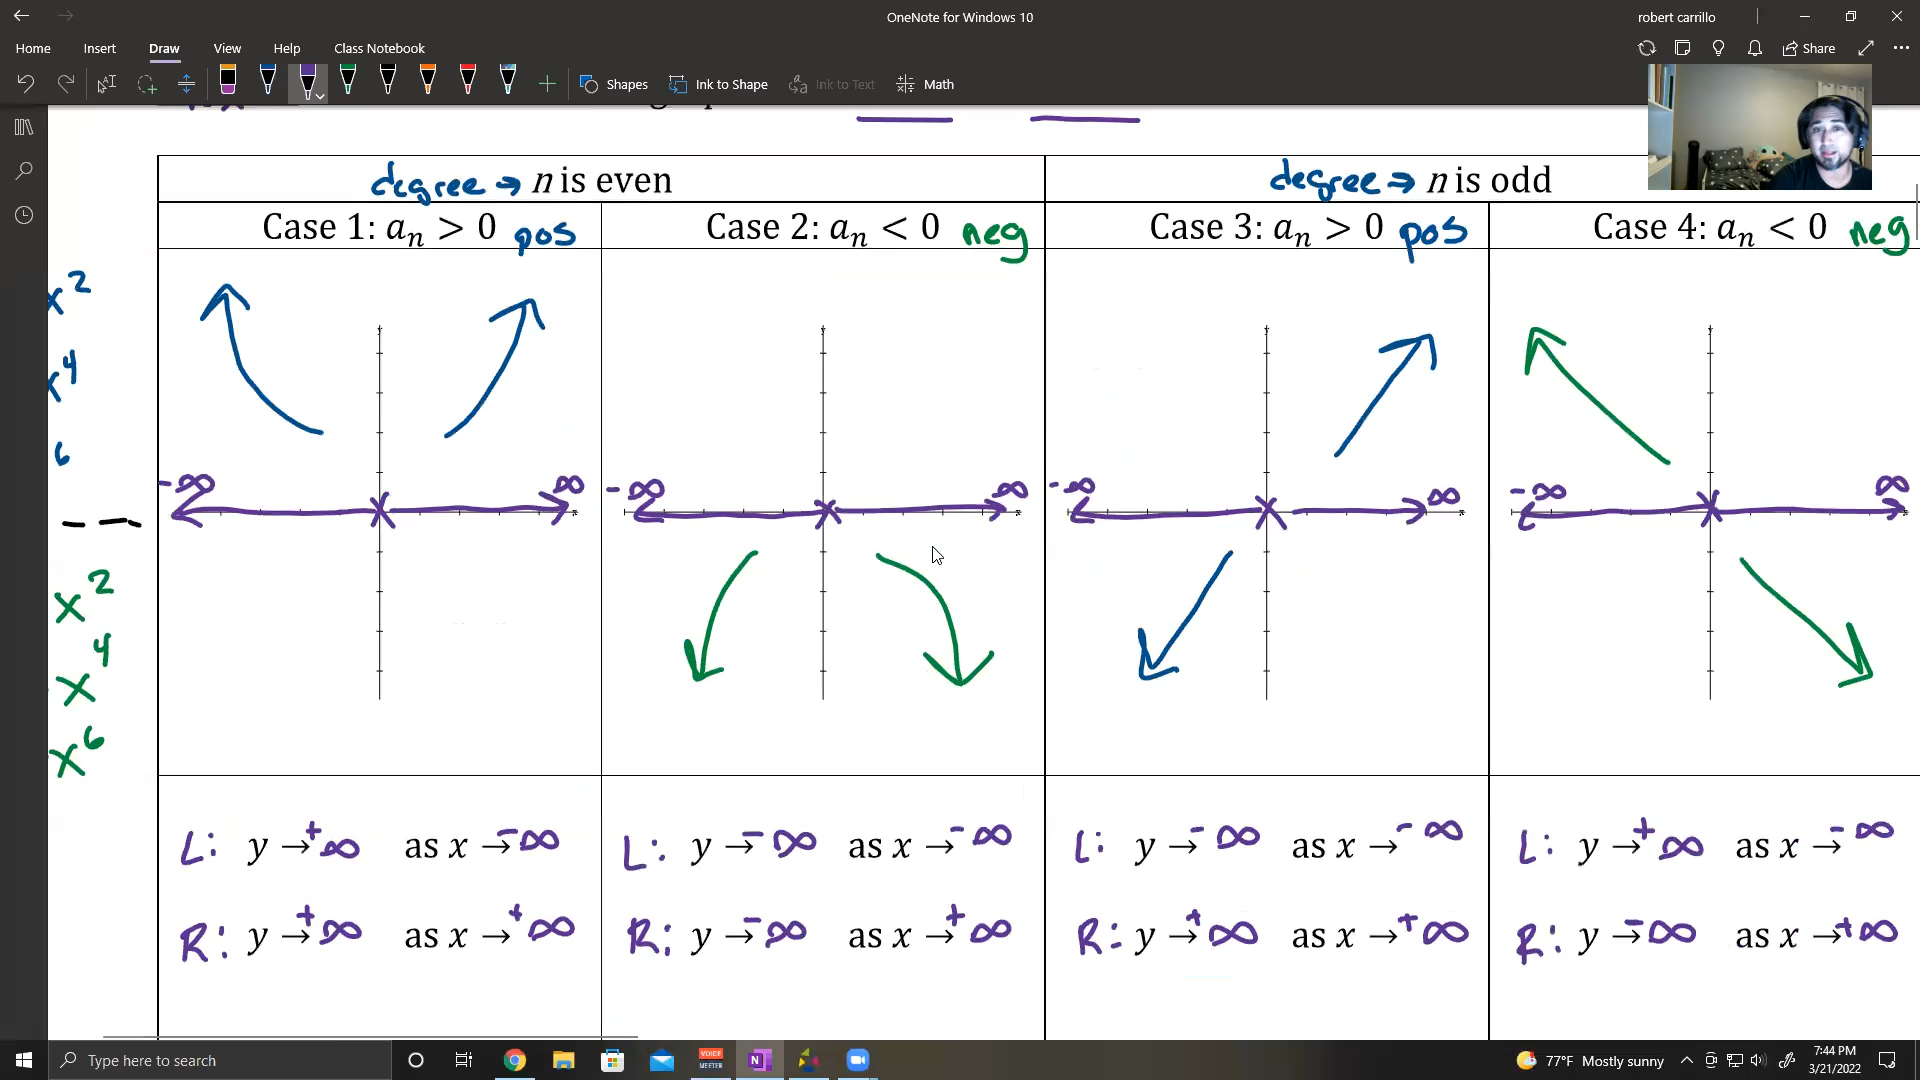 OneNote for Windows 10
robert carrillo
Home Insert Draw View Help Class Notebook
Share
Shapes Ink to Shape Ink to Text Math
degree → n is even
degree → n is odd
Case 1: aₙ > 0 pos
Case 2: aₙ < 0 neg
Case 3: aₙ > 0 pos
Case 4: aₙ < 0 neg
x²
x⁴
6
x²
x⁴
x⁶
y
y
y
y
-∞ ∞
-∞ ∞
-∞ ∞
-∞ ∞
L: y → +∞ as x → -∞
L: y → -∞ as x → -∞
L: y → -∞ as x → -∞
L: y → +∞ as x → -∞
R: y → +∞ as x → +∞
R: y → -∞ as x → +∞
R: y → +∞ as x → +∞
R: y → -∞ as x → +∞
Type here to search
VOICE
MEETER
N
77°F Mostly sunny
7:44 PM
3/21/2022